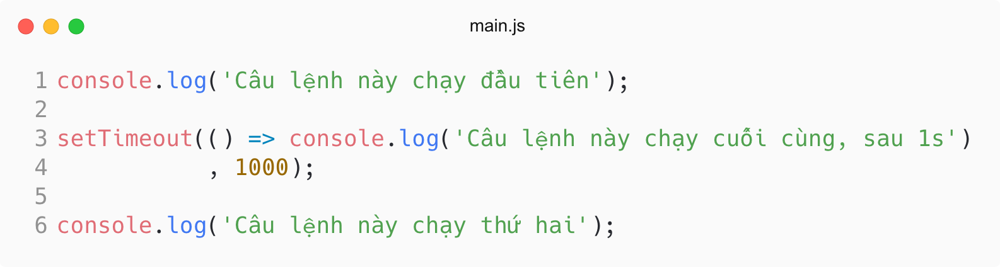 main.js
1 console.log('Câu lệnh này chạy đầu tiên');
2
3 setTimeout(() => console.log('Câu lệnh này chạy cuối cùng, sau 1s')
4 , 1000);
5
6 console.log('Câu lệnh này chạy thứ hai');